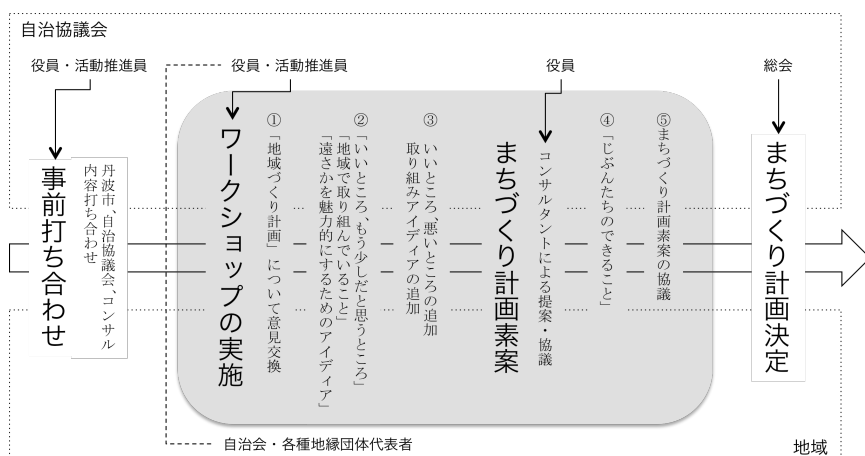 自治協議会
役員・活動推進員
役員・活動推進員
役員
総会
事前打ち合わせ
丹波市、自治協議会、コンサル
内容打ち合わせ
ワークショップの実施
①「地域づくり計画」について意見交換
②「いいところ、もう少しだと思うところ」
「地域で取り組んでいること」
「遠さかを魅力的にするためのアイディア」
③いいところ、悪いところの追加
取り組みアイディアの追加
まちづくり計画素案
コンサルタントによる提案・協議
④「じぶんたちのできること」
⑤まちづくり計画素案の協議
まちづくり計画決定
自治会・各種地縁団体代表者
地域